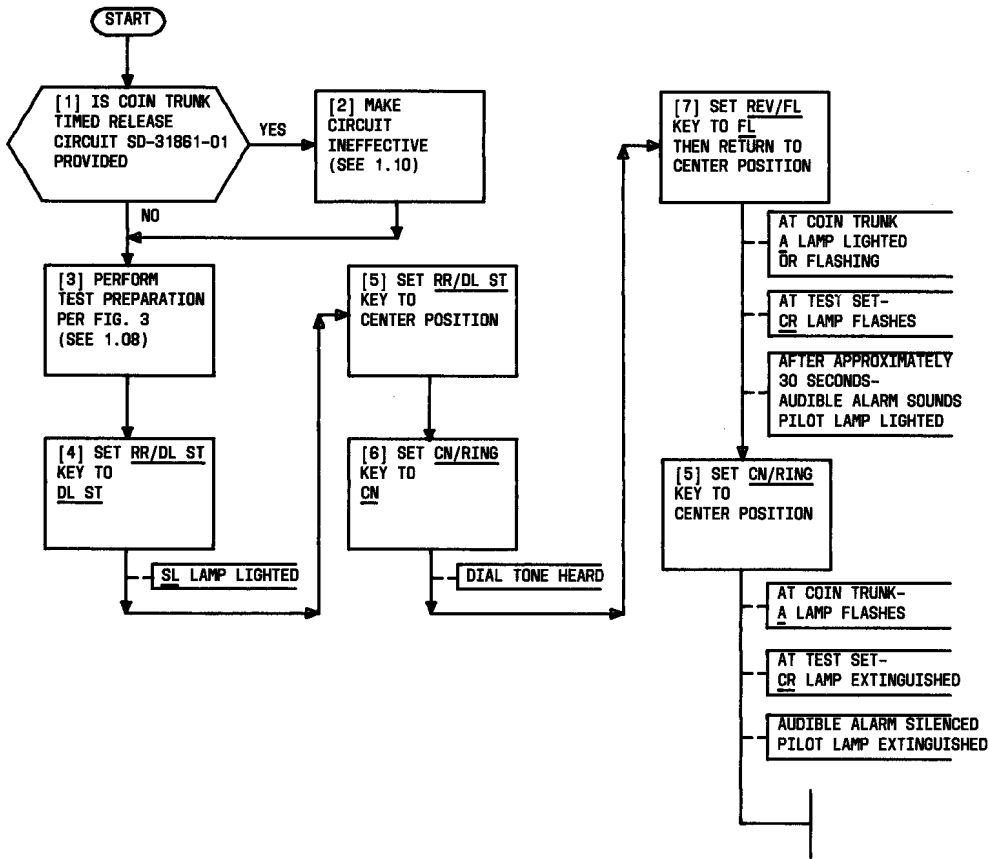 START
[1] IS COIN TRUNK
TIMED RELEASE
CIRCUIT SD-31861-01
PROVIDED
YES
NO
[2] MAKE
CIRCUIT
INEFFECTIVE
(SEE 1.10)
[3] PERFORM
TEST PREPARATION
PER FIG. 3
(SEE 1.08)
[4] SET RR/DL ST
KEY TO
DL ST
SL LAMP LIGHTED
[5] SET RR/DL ST
KEY TO
CENTER POSITION
[6] SET CN/RING
KEY TO
CN
DIAL TONE HEARD
[7] SET REV/FL
KEY TO FL
THEN RETURN TO
CENTER POSITION
AT COIN TRUNK
A LAMP LIGHTED
OR FLASHING
AT TEST SET-
CR LAMP FLASHES
AFTER APPROXIMATELY
30 SECONDS-
AUDIBLE ALARM SOUNDS
PILOT LAMP LIGHTED
[5] SET CN/RING
KEY TO
CENTER POSITION
AT COIN TRUNK-
A LAMP FLASHES
AT TEST SET-
CR LAMP EXTINGUISHED
AUDIBLE ALARM SILENCED
PILOT LAMP EXTINGUISHED